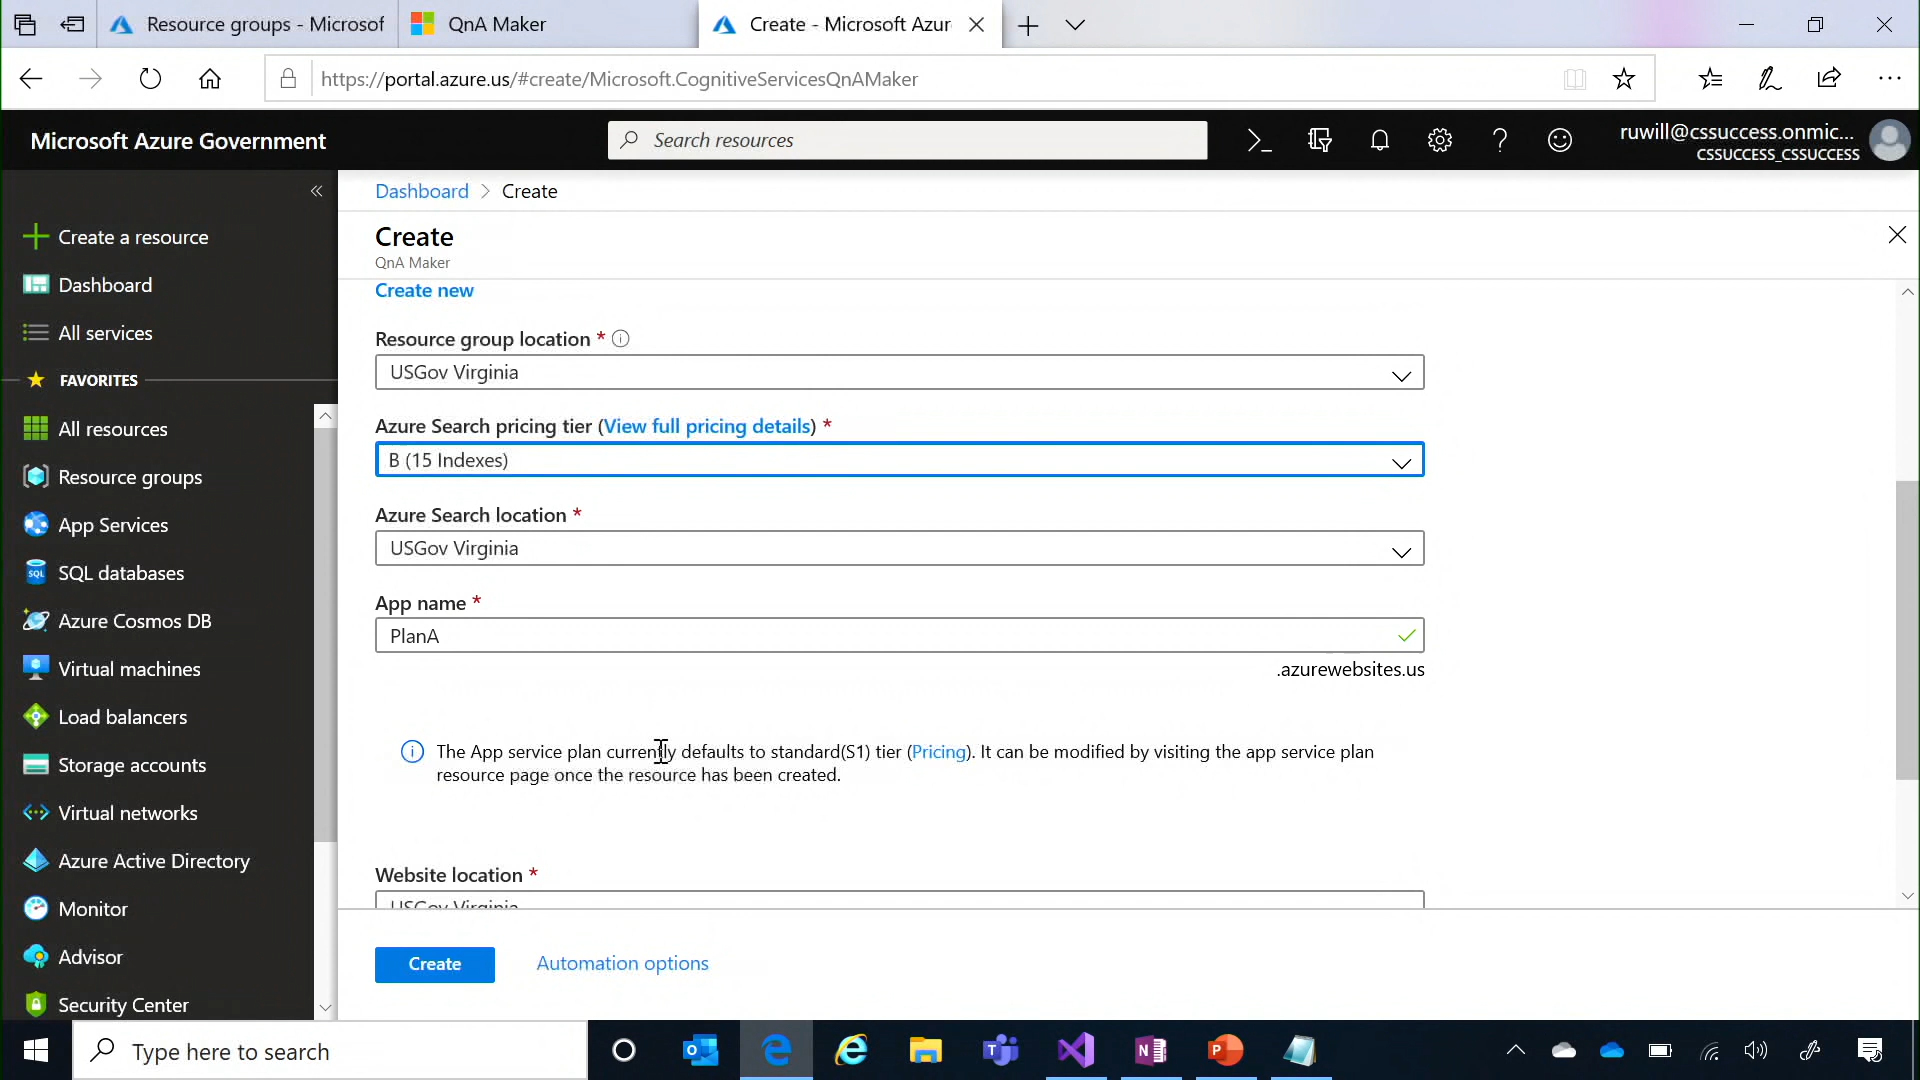 Resource groups - Microsof
QnA Maker
Create - Microsoft Azur
https://portal.azure.us/#create/Microsoft.CognitiveServicesQnAMaker
Microsoft Azure Government
Search resources
ruwill@cssuccess.onmic...
CSSUCCESS_CSSUCCESS
Create a resource
Dashboard
All services
FAVORITES
All resources
Resource groups
App Services
SQL databases
Azure Cosmos DB
Virtual machines
Load balancers
Storage accounts
Virtual networks
Azure Active Directory
Monitor
Advisor
Security Center
Dashboard > Create
Create
QnA Maker
Create new
Resource group location *
USGov Virginia
Azure Search pricing tier (View full pricing details) *
B (15 Indexes)
Azure Search location *
USGov Virginia
App name *
PlanA
.azurewebsites.us
The App service plan currently defaults to standard(S1) tier (Pricing). It can be modified by visiting the app service plan
resource page once the resource has been created.
Website location *
USGov Virginia
Create
Automation options
Type here to search